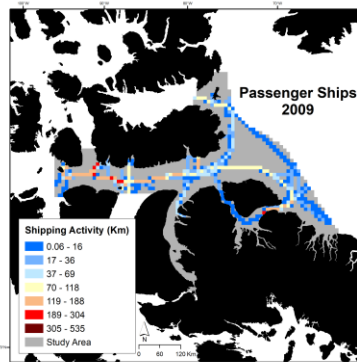 Passenger Ships
2009
Shipping Activity (Km)
0.06 - 16
17 - 36
37 - 69
70 - 118
119 - 188
189 - 304
305 - 535
Study Area
N
0
60
120 Km